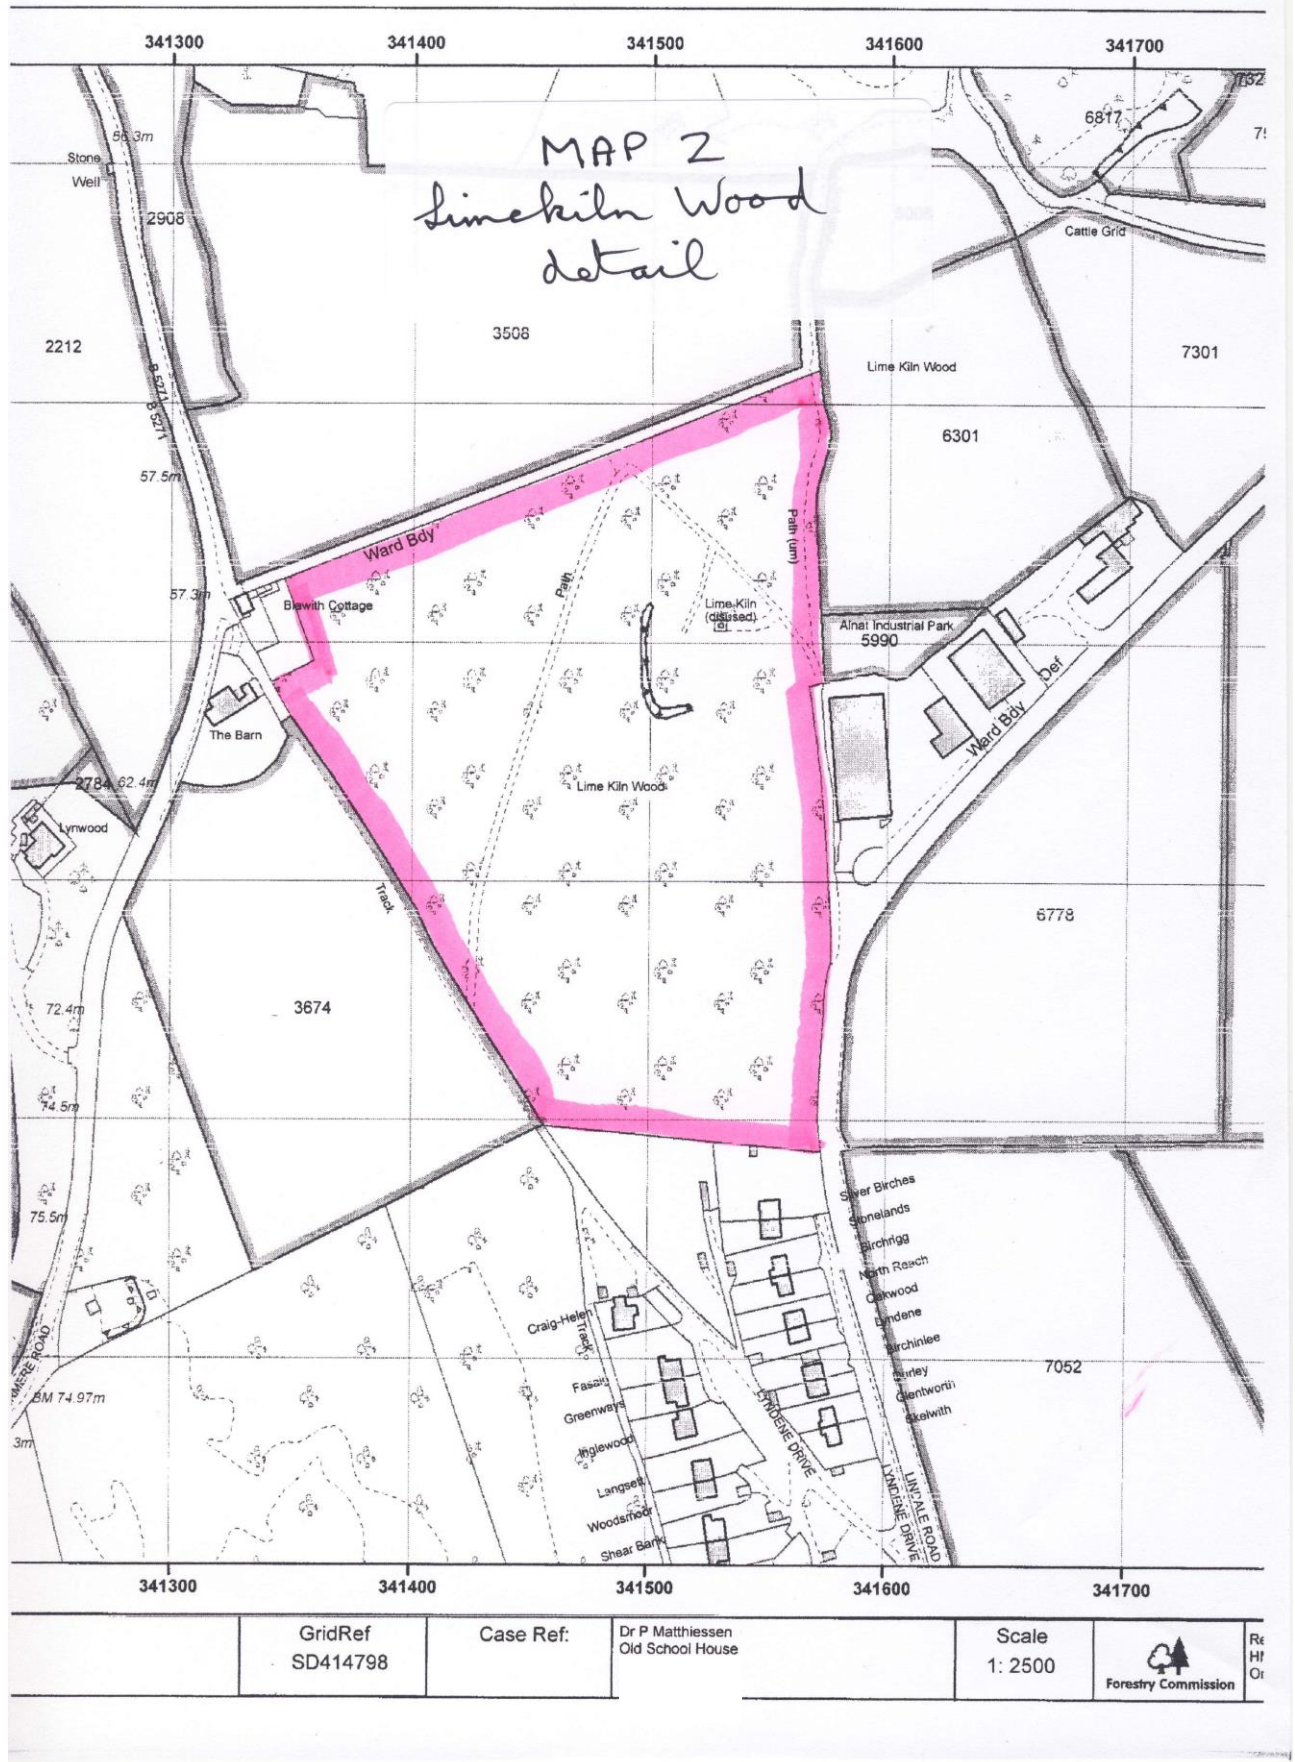 341300 341400 341500 341600 341700
MAP 2
Limekiln Wood
detail
56.3m
Stone
Well
2908
6817
Cattle Grid
2212
3508
7301
Lime Kiln Wood
B 5271
B 5271
6301
57.5m
Ward Bdy
Path (um)
Path
57.3m
Blewith Cottage
Lime Kiln
(disused)
Alnat Industrial Park
5990
Def
Ward Bdy
The Barn
2784
62.4m
Lime Kiln Wood
Lynwood
Track
6778
3674
72.4m
74.5m
75.5m
Silver Birches
Stonelands
Birchrigg
North Reach
Oakwood
Lyndene
Birchinlee
Glentworth
Skelwith
Craig-Helen
Track
Greenways
Inglewood
Woodsmoor
Shear Bank
7052
BM 74.97m
3m
LYNDENE DRIVE
LYNDENE DRIVE
LINDALE ROAD
341300 341400 341500 341600 341700
GridRef
SD414798
Case Ref:
Dr P Matthiessen
Old School House
Scale
1: 2500
Forestry Commission